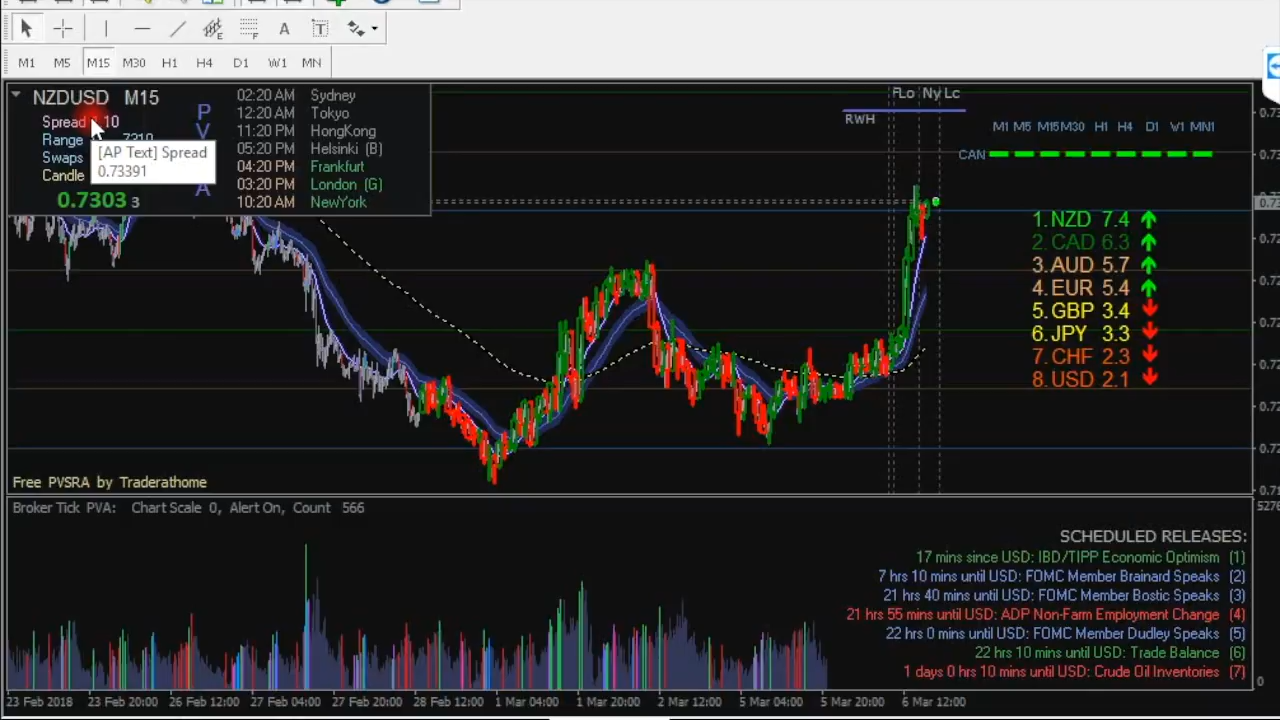 A
T
E
F
M1 M5 M15 M30 H1 H4 D1 W1 MN
NZDUSD M15
Spread 10
Range 7310
Swaps
Candle
0.7303 3
[AP Text] Spread
0.73391
P
V
A
02:20 AM Sydney
12:20 AM Tokyo
11:20 PM HongKong
05:20 PM Helsinki (B)
04:20 PM Frankfurt
03:20 PM London (G)
10:20 AM NewYork
FLo Ny Lc
RWH
M1 M5 M15 M30 H1 H4 D1 W1 MN1
CAN
1.NZD 7.4
2.CAD 6.3
3.AUD 5.7
4.EUR 5.4
5.GBP 3.4
6.JPY 3.3
7.CHF 2.3
8.USD 2.1
Free PVSRA by Traderathome
Broker Tick PVA: Chart Scale 0, Alert On, Count 566
5276
SCHEDULED RELEASES:
17 mins since USD: IBD/TIPP Economic Optimism (1)
7 hrs 10 mins until USD: FOMC Member Brainard Speaks (2)
21 hrs 40 mins until USD: FOMC Member Bostic Speaks (3)
21 hrs 55 mins until USD: ADP Non-Farm Employment Change (4)
22 hrs 0 mins until USD: FOMC Member Dudley Speaks (5)
22 hrs 10 mins until USD: Trade Balance (6)
1 days 0 hrs 10 mins until USD: Crude Oil Inventories (7)
0
23 Feb 2018 23 Feb 20:00 26 Feb 12:00 27 Feb 04:00 27 Feb 20:00 28 Feb 12:00 1 Mar 04:00 1 Mar 20:00 2 Mar 12:00 5 Mar 04:00 5 Mar 20:00 6 Mar 12:00